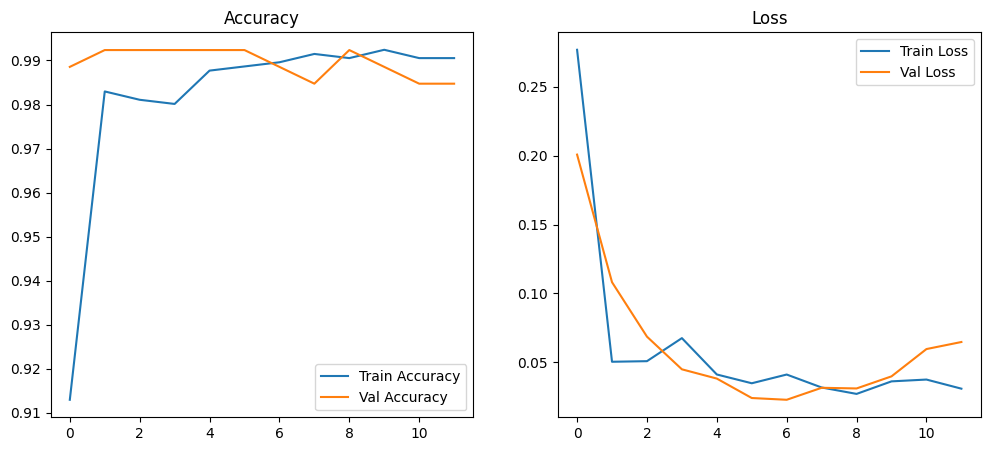 Accuracy
0.99
0.98
0.97
0.96
0.95
0.94
0.93
0.92
0.91
0 2 4 6 8 10
Train Accuracy
Val Accuracy
Loss
0.25
0.20
0.15
0.10
0.05
0 2 4 6 8 10
Train Loss
Val Loss